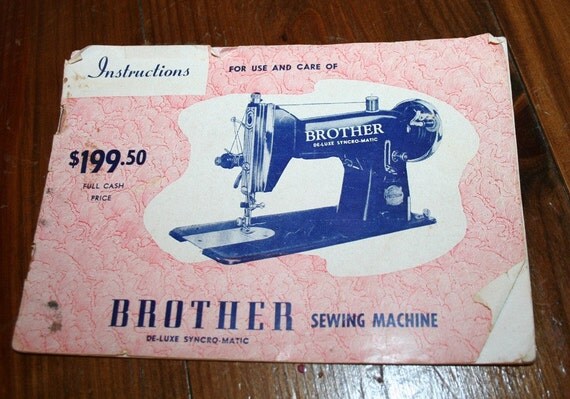 Instructions
FOR USE AND CARE OF
BROTHER
DE-LUXE SYNCRO-MATIC
$199.50
FULL CASH
PRICE
BROTHER SEWING MACHINE
DE-LUXE SYNCRO-MATIC